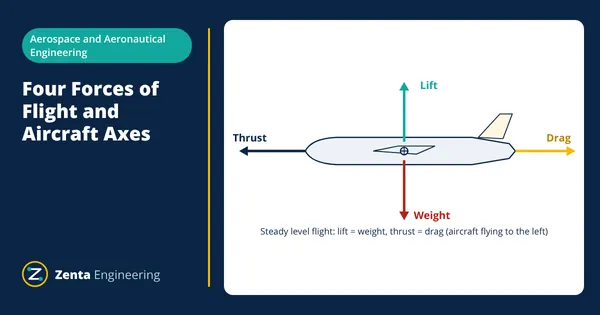 Aerospace and Aeronautical
Engineering
Four Forces of
Flight and
Aircraft Axes
Lift
Thrust
Drag
Weight
Steady level flight: lift = weight, thrust = drag (aircraft flying to the left)
Z
Zenta Engineering